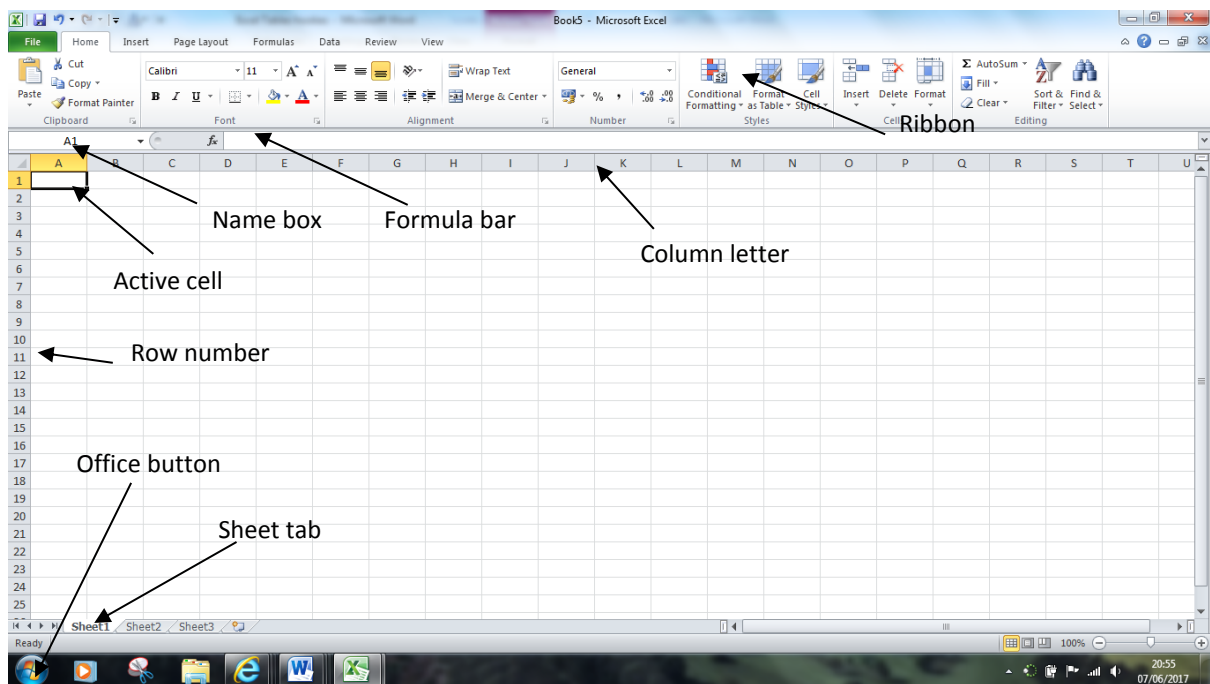 Book5 - Microsoft Excel
File Home Insert Page Layout Formulas Data Review View
Cut Calibri 11 A A Wrap Text General Σ AutoSum
Copy Fill
Paste Format Painter B I U A Merge & Center % , Conditional Formatting Format as Table Cell Styles Insert Delete Format Clear Sort & Filter Find & Select
Clipboard Font Alignment Number Styles Cells Editing
Ribbon
A1 fx
A B C D E F G H I J K L M N O P Q R S T U
1
2
3 Name box Formula bar
4
5 Column letter
6
7 Active cell
8
9
10
11 Row number
12
13
14
15
16
17 Office button
18
19
20
21 Sheet tab
22
23
24
25
Sheet1 Sheet2 Sheet3
Ready 100%
20:55
07/06/2017